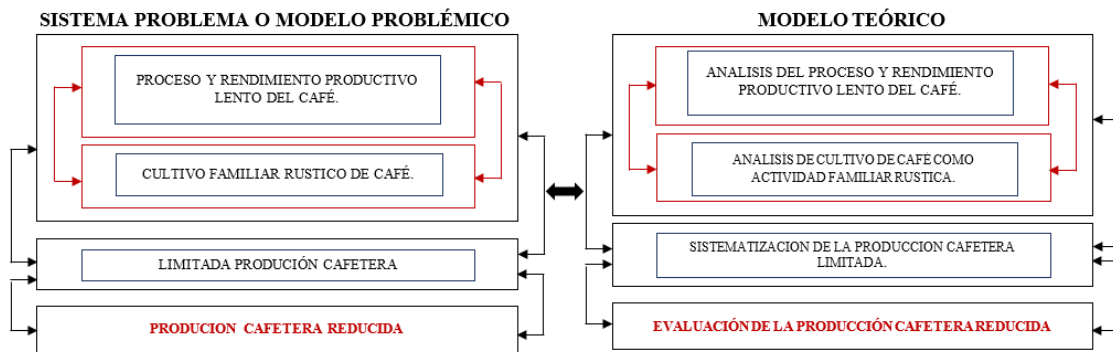 SISTEMA PROBLEMA O MODELO PROBLÉMICO
PROCESO Y RENDIMIENTO PRODUCTIVO
LENTO DEL CAFÉ.
CULTIVO FAMILIAR RUSTICO DE CAFÉ.
LIMITADA PRODUCIÓN CAFETERA
PRODUCION CAFETERA REDUCIDA
MODELO TEÓRICO
ANALISIS DEL PROCESO Y RENDIMIENTO
PRODUCTIVO LENTO DEL CAFÉ.
ANALISIS DE CULTIVO DE CAFÉ COMO
ACTIVIDAD FAMILIAR RUSTICA.
SISTEMATIZACION DE LA PRODUCCION CAFETERA
LIMITADA.
EVALUACIÓN DE LA PRODUCCIÓN CAFETERA REDUCIDA